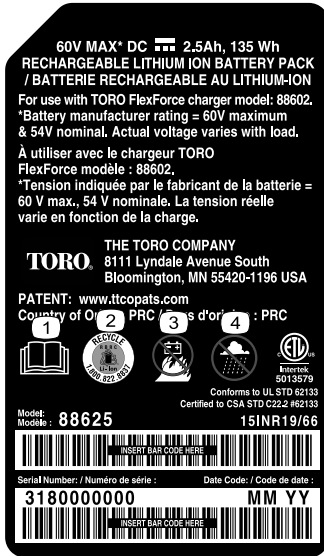 60V MAX* DC 2.5Ah, 135 Wh
RECHARGEABLE LITHIUM ION BATTERY PACK
/ BATTERIE RECHARGEABLE AU LITHIUM-ION
For use with TORO FlexForce charger model: 88602.
*Battery manufacturer rating = 60V maximum
& 54V nominal. Actual voltage varies with load.
À utiliser avec le chargeur TORO
FlexForce modèle : 88602.
*Tension indiquée par le fabricant de la batterie =
60 V max., 54 V nominale. La tension réelle
varie en fonction de la charge.
TORO®
THE TORO COMPANY
8111 Lyndale Avenue South
Bloomington, MN 55420-1196 USA
PATENT: www.ttcopats.com
Country of PRC : PRC
1 2 3 4
RECYCLE
RBRC
Li-Ion
1.800.822.8837
C ETL US
Intertek
5013579
Conforms to UL STD 62133
Certified to CSA STD C22.2 #62133
Model:
Modèle : 88625 15INR19/66
INSERT BAR CODE HERE
Serial Number: / Numéro de série : Date Code: / Code de date :
3180000000 MM YY
INSERT BAR CODE HERE